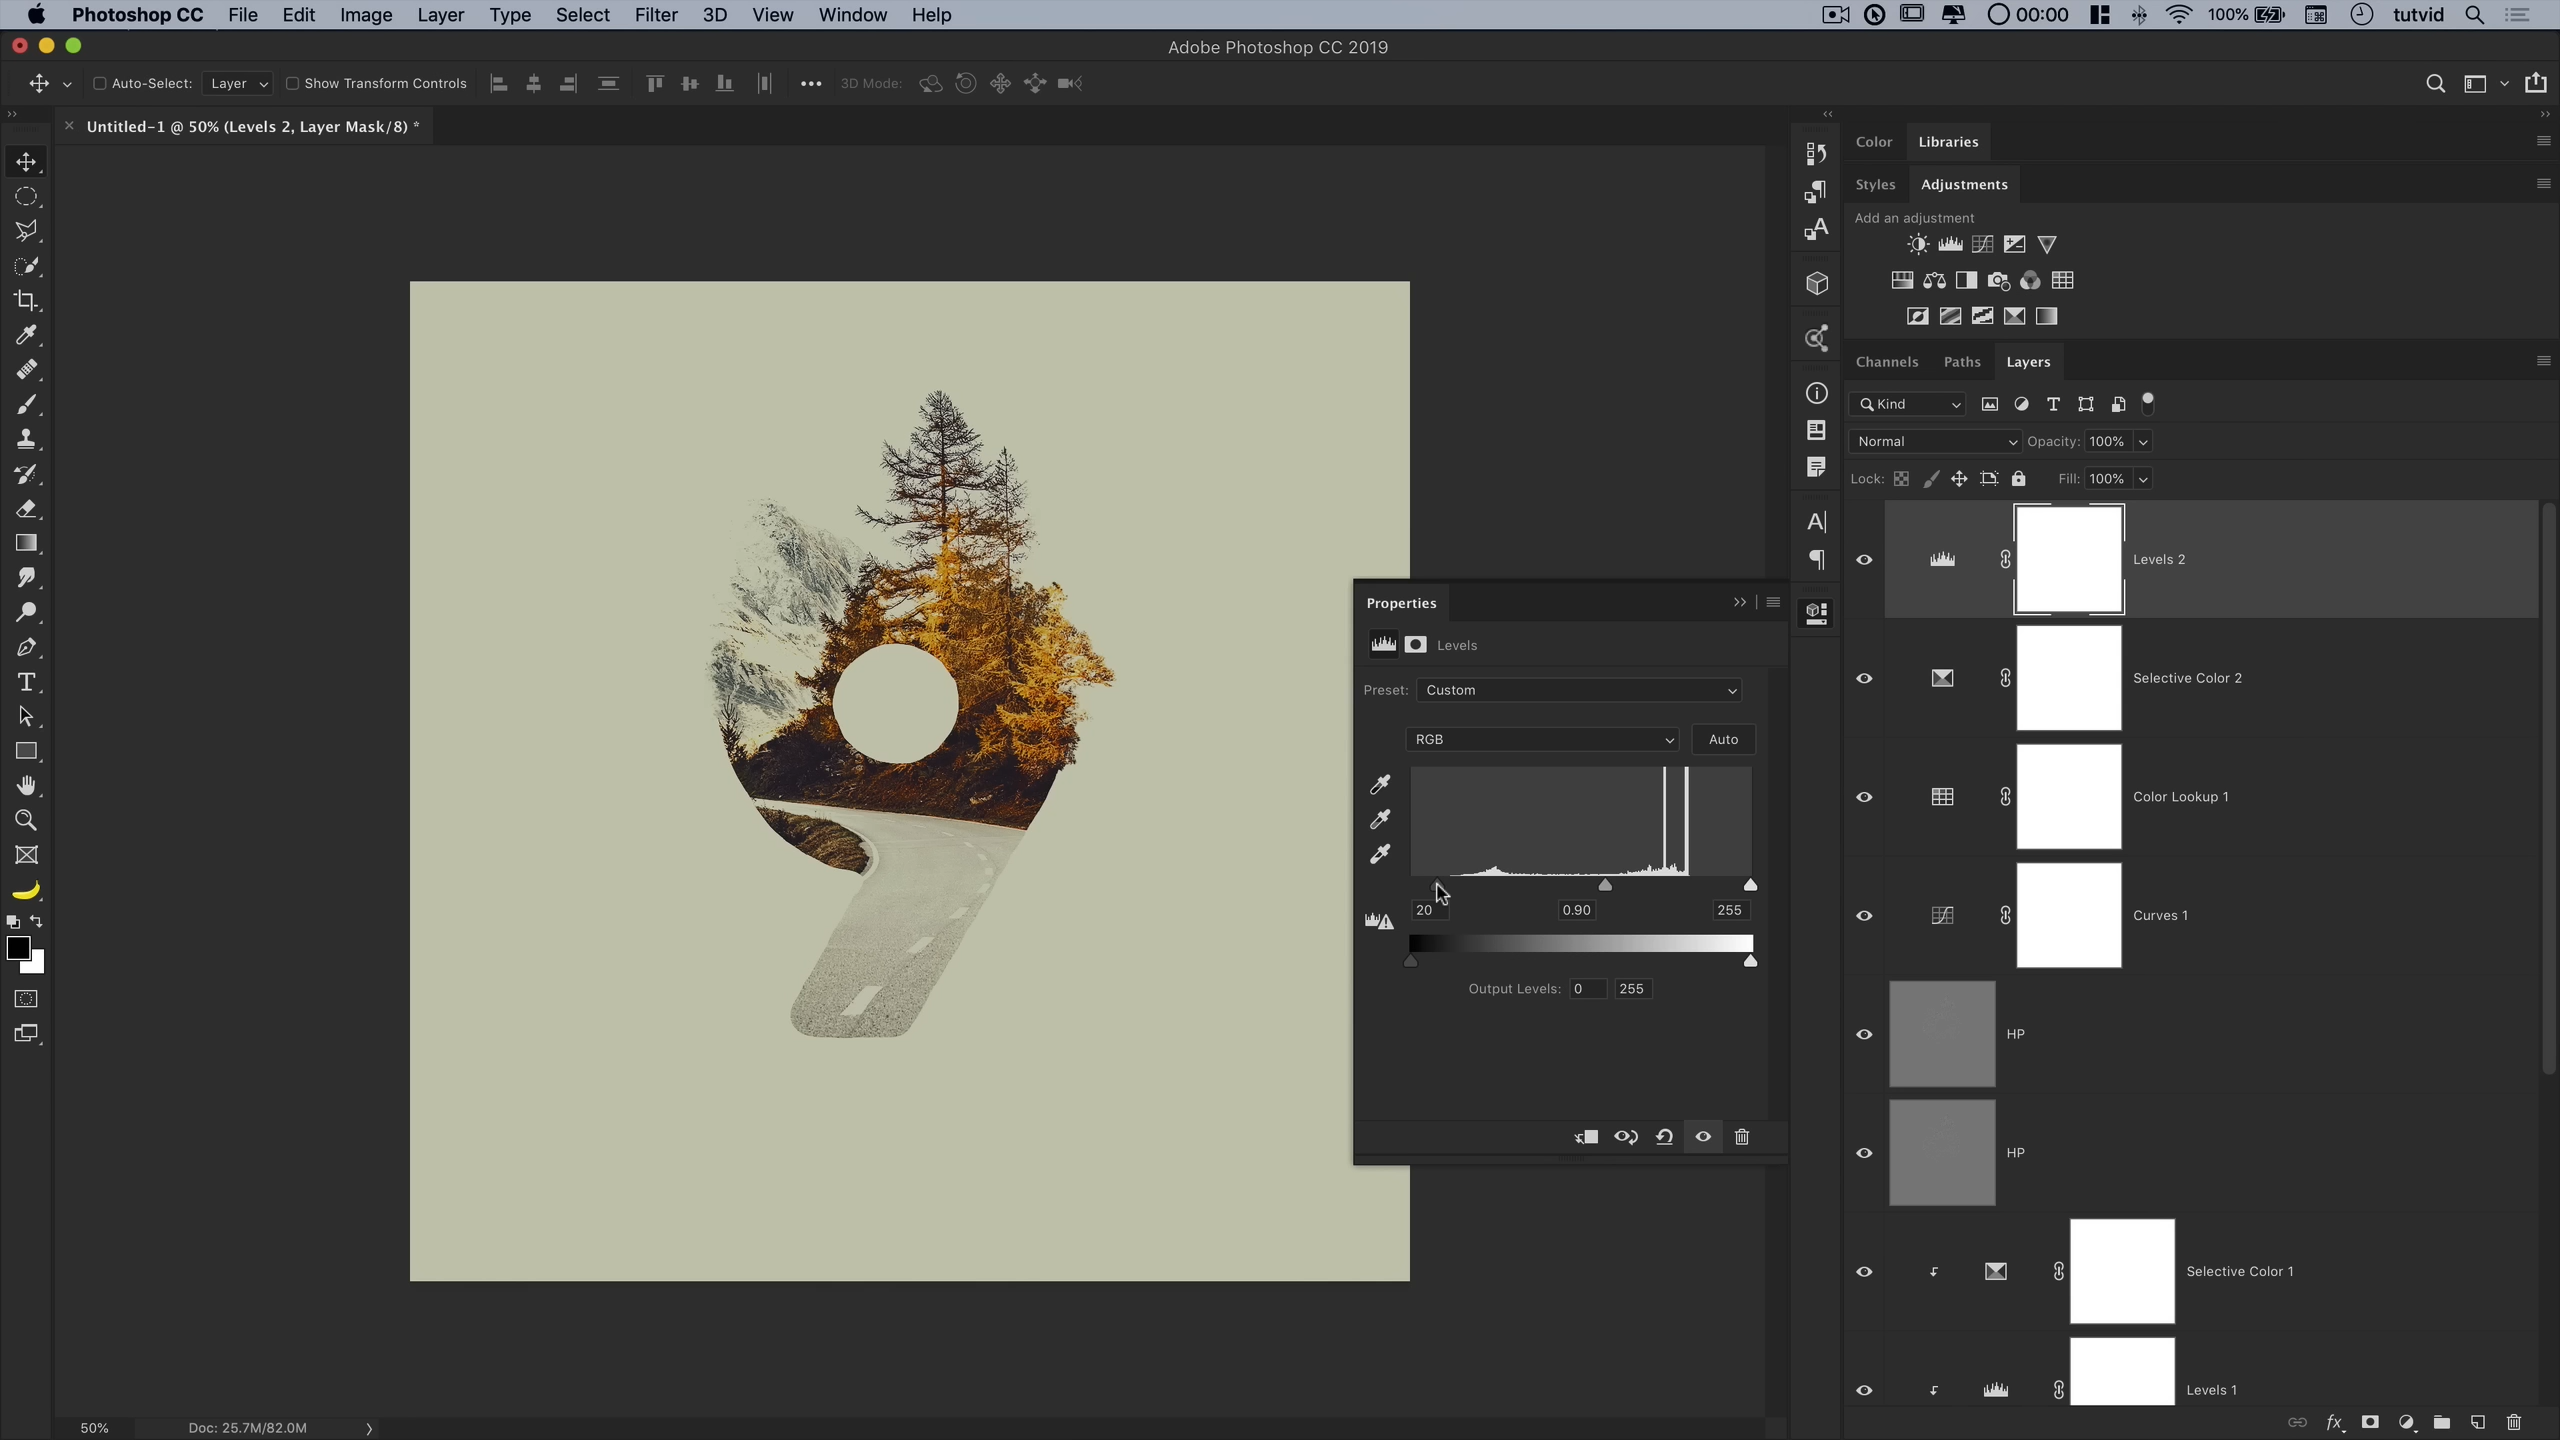 Photoshop CC File Edit Image Layer Type Select Filter 3D View Window Help 00:00 100% tutvid
Adobe Photoshop CC 2019
Auto-Select: Layer Show Transform Controls 3D Mode:
Untitled-1 @ 50% (Levels 2, Layer Mask/8) *
Color Libraries
Styles Adjustments
Add an adjustment
Channels Paths Layers
Kind
Normal Opacity: 100%
Lock: Fill: 100%
Levels 2
Selective Color 2
Color Lookup 1
Curves 1
HP
HP
Selective Color 1
Levels 1
Properties
Levels
Preset: Custom
RGB Auto
20 0.90 255
Output Levels: 0 255
50% Doc: 25.7M/82.0M